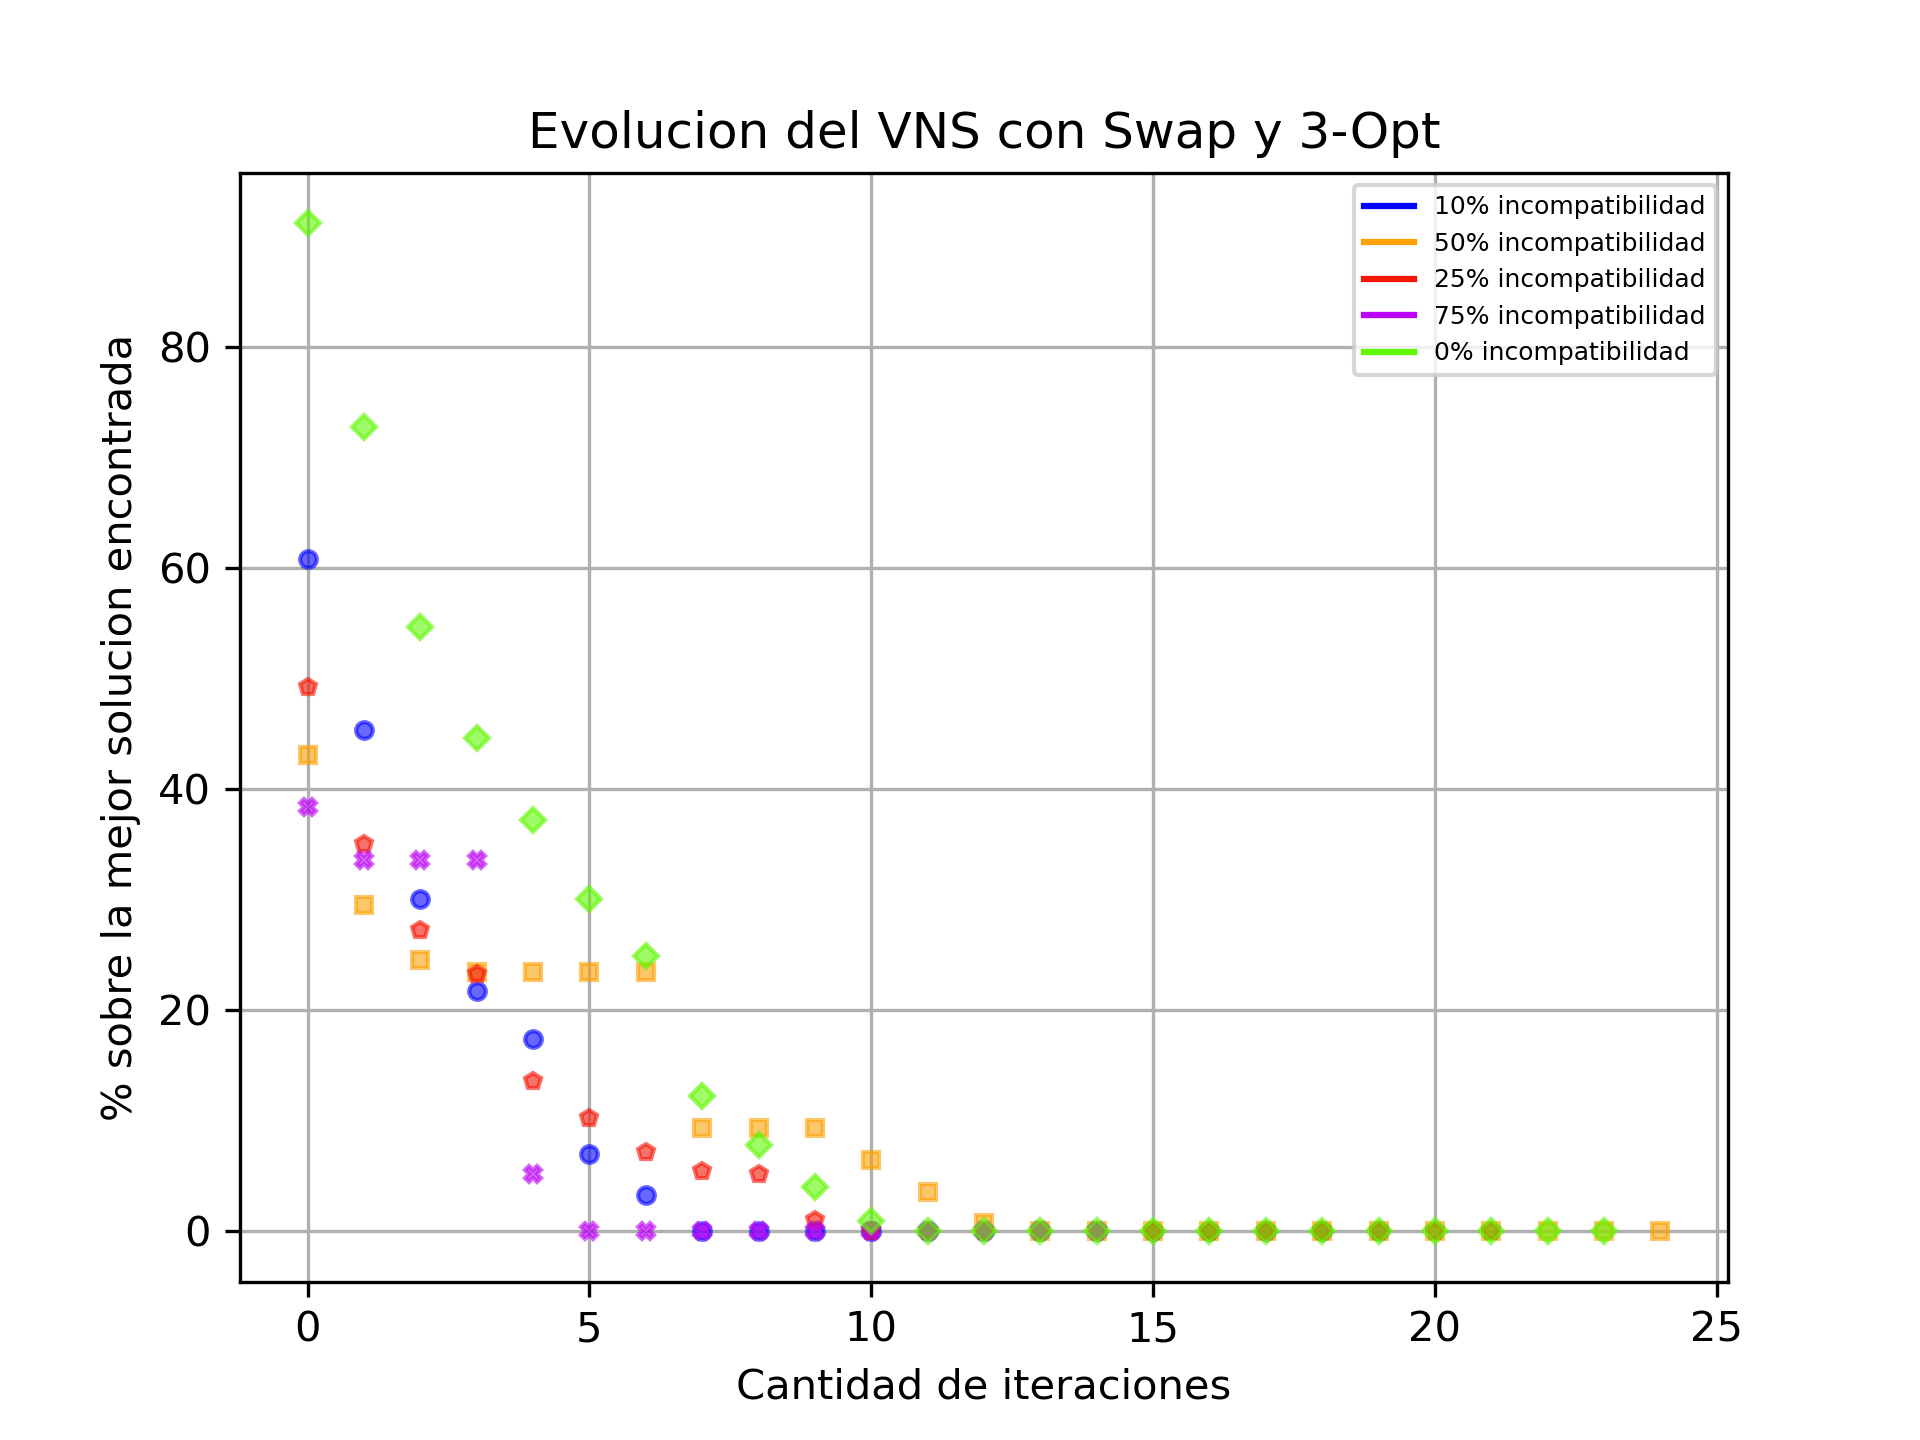 Evolucion del VNS con Swap y 3-Opt
10% incompatibilidad
50% incompatibilidad
25% incompatibilidad
75% incompatibilidad
0% incompatibilidad
% sobre la mejor solucion encontrada
80
60
40
20
0
0 5 10 15 20 25
Cantidad de iteraciones